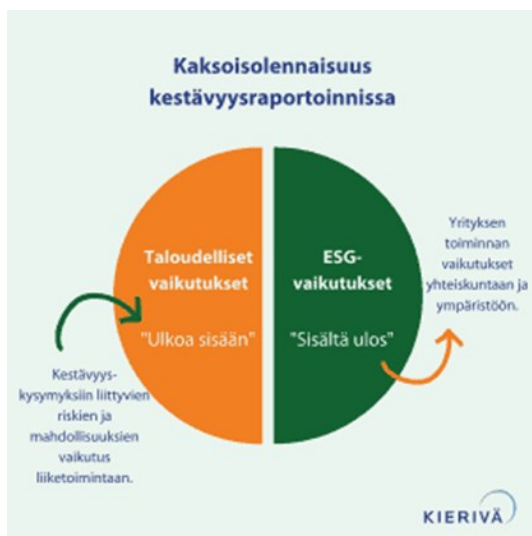 Kaksoisolennaisuus
kestävyysraportoinnissa
Taloudelliset
vaikutukset
"Ulkoa sisään"
ESG-
vaikutukset
"Sisältä ulos"
Yrityksen
toiminnan
vaikutukset
yhteiskuntaan ja
ympäristöön.
Kestävyys-
kysymyksiin liittyvien
riskien ja
mahdollisuuksien
vaikutus
liiketoimintaan.
KIERIVÄ